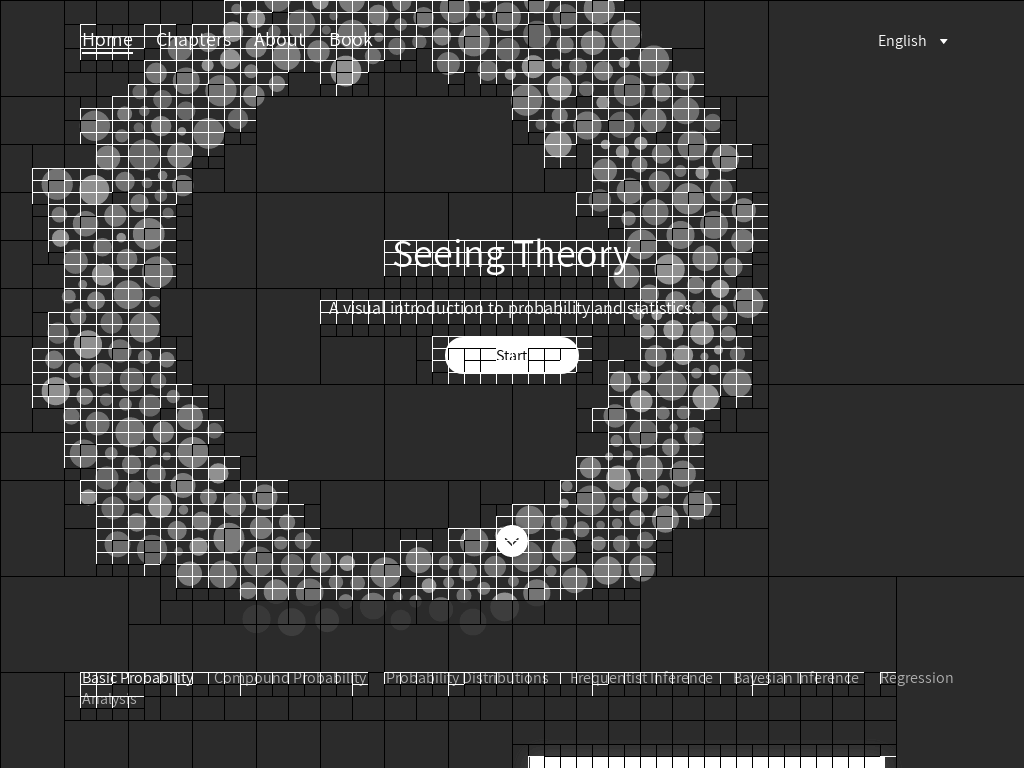 Home Chapters About Book English
Seeing Theory
A visual introduction to probability and statistics.
Start
Basic Probability Compound Probability Probability Distributions Frequentist Inference Bayesian Inference Regression
Analysis